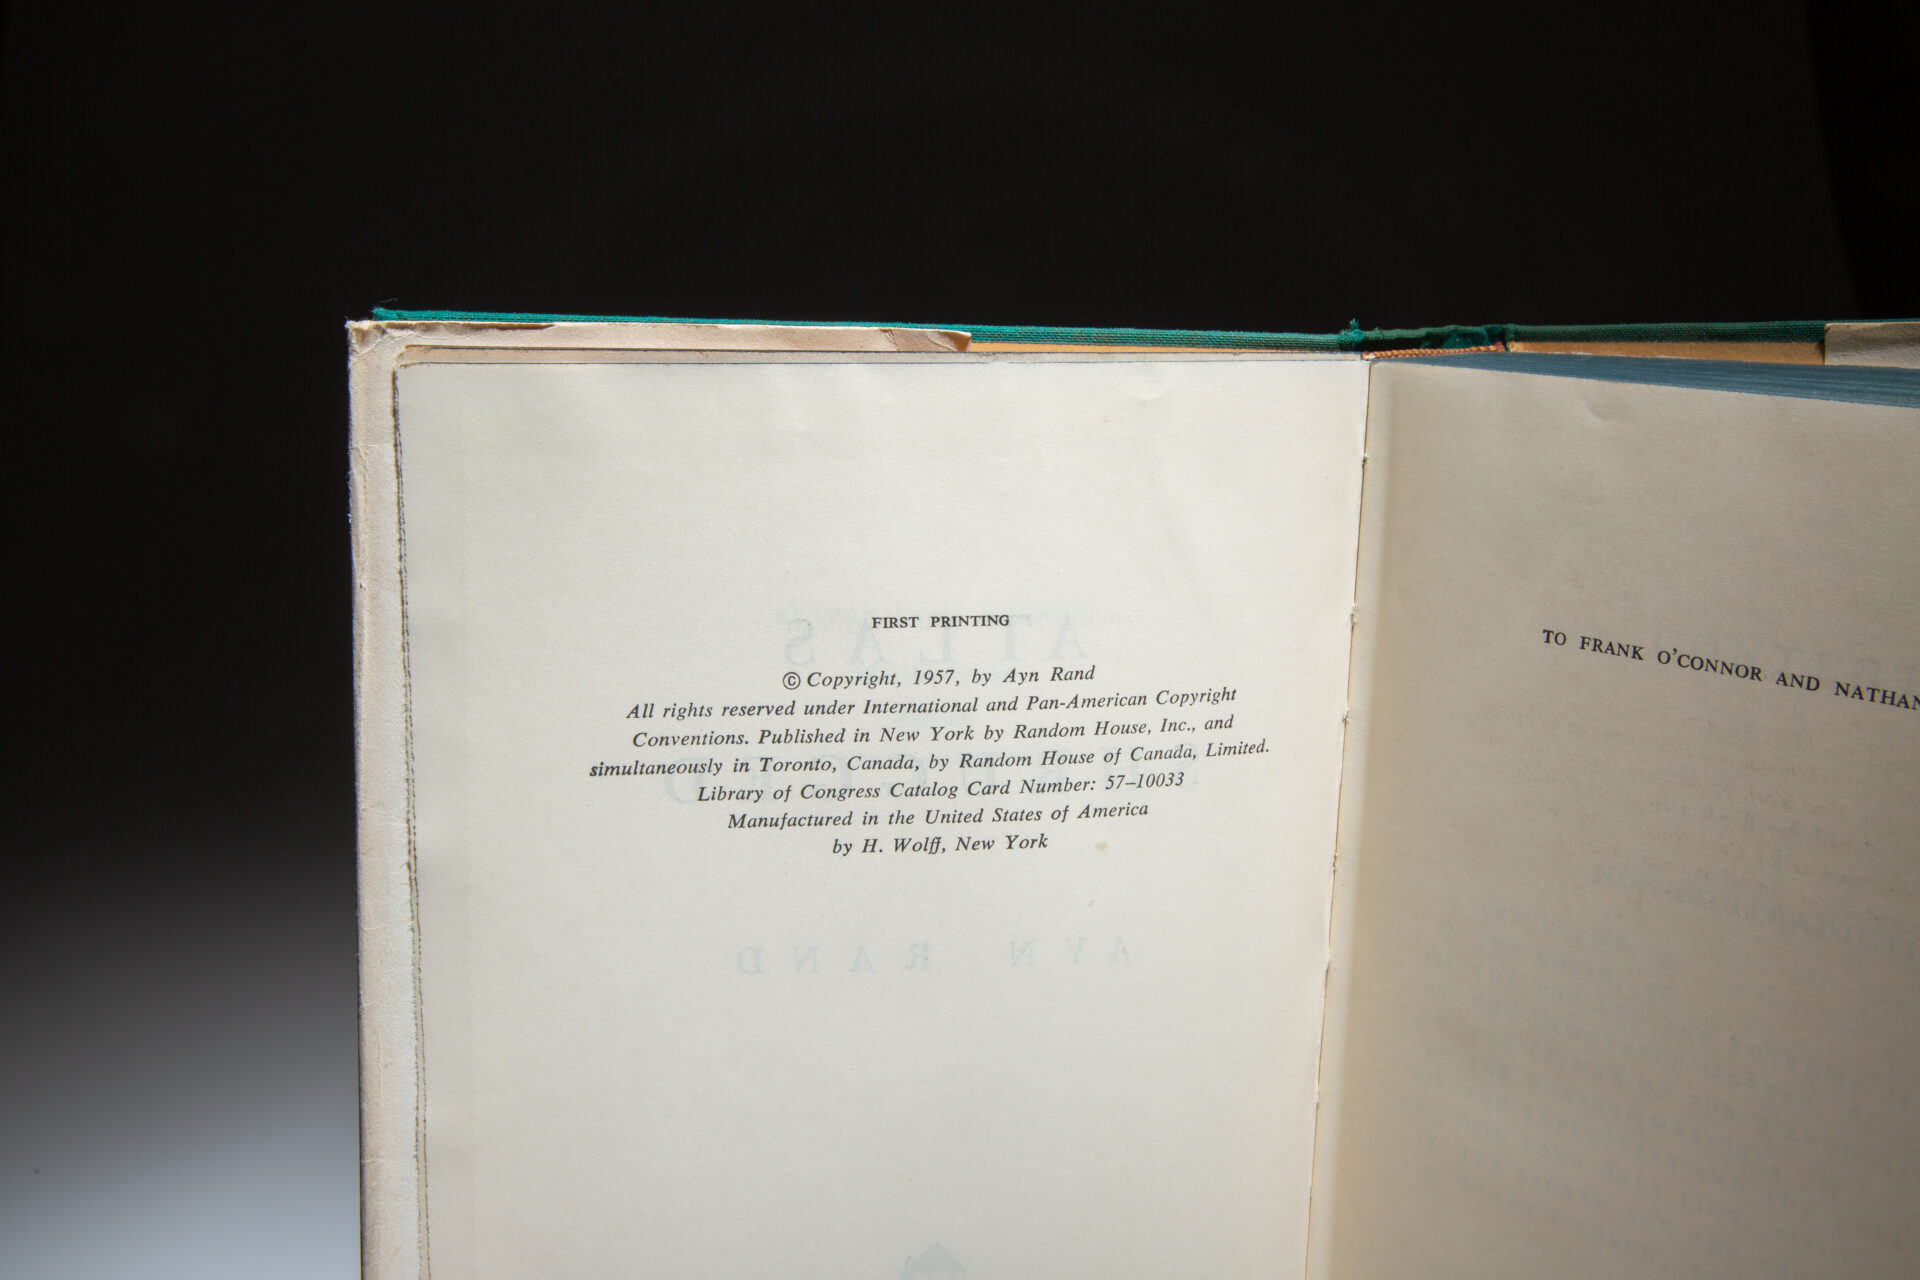 FIRST PRINTING
© Copyright, 1957, by Ayn Rand
All rights reserved under International and Pan-American Copyright
Conventions. Published in New York by Random House, Inc., and
simultaneously in Toronto, Canada, by Random House of Canada, Limited.
Library of Congress Catalog Card Number: 57–10033
Manufactured in the United States of America
by H. Wolff, New York
ATLAS
AYN RAND
TO FRANK O'CONNOR AND NATHAN